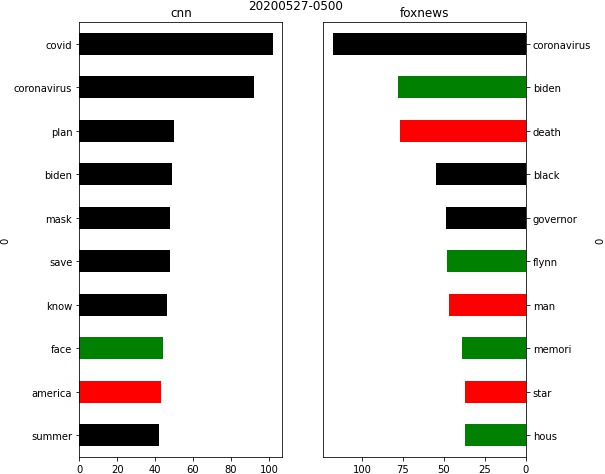 20200527-0500
cnn
foxnews
covid
coronavirus
plan
biden
mask
save
know
face
america
summer
0
0 20 40 60 80 100
coronavirus
biden
death
black
governor
flynn
man
memori
star
hous
0
100 75 50 25 0